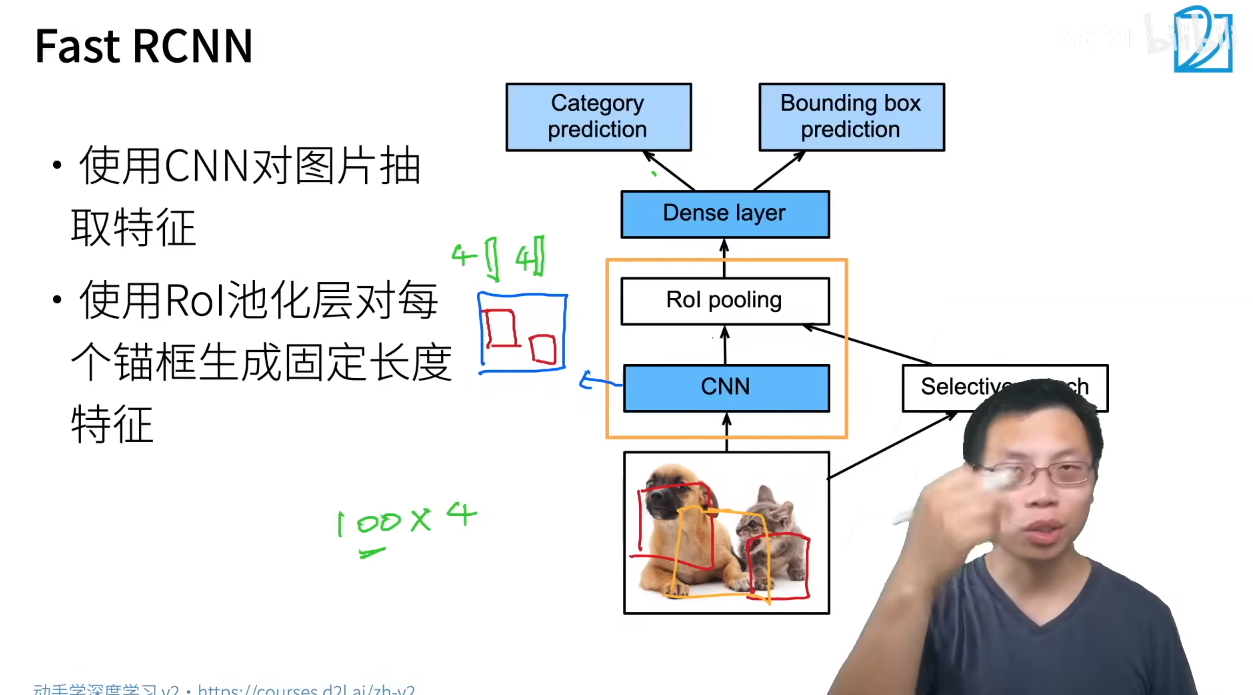 Fast RCNN
bilibili
Category
prediction
Bounding box
prediction
• 使用CNN对图片抽
取特征
Dense layer
4 4
• 使用RoI池化层对每
个锚框生成固定长度
特征
RoI pooling
CNN
Selective
100 x 4
动手学深度学习 v2 • https://courses.d2l.ai/zh-v2